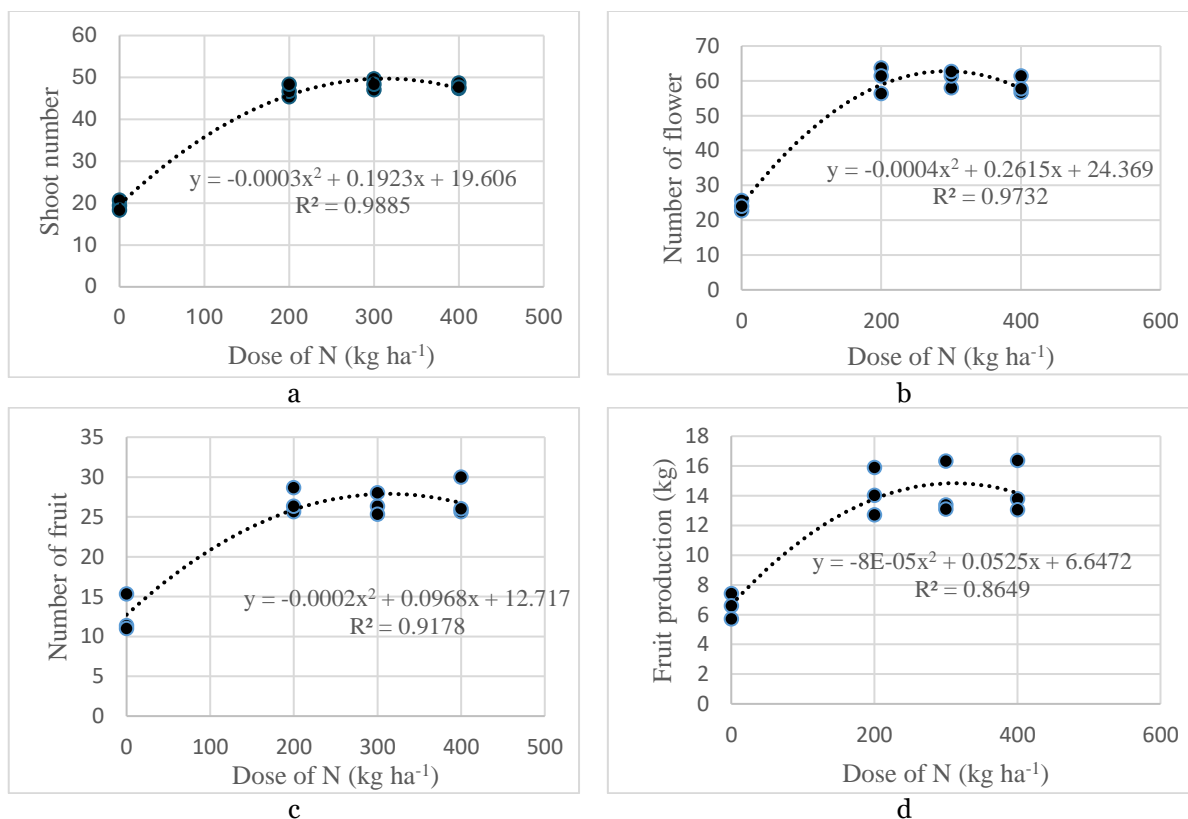 Shoot number
60
50
40
30
20
10
0
y = -0.0003x² + 0.1923x + 19.606
R² = 0.9885
0 100 200 300 400 500
Dose of N (kg ha⁻¹)
a
Number of flower
70
60
50
40
30
20
10
0
y = -0.0004x² + 0.2615x + 24.369
R² = 0.9732
0 200 400 600
Dose of N (kg ha⁻¹)
b
Number of fruit
35
30
25
20
15
10
5
0
y = -0.0002x² + 0.0968x + 12.717
R² = 0.9178
0 100 200 300 400 500
Dose of N (kg ha⁻¹)
c
Fruit production (kg)
18
16
14
12
10
8
6
4
2
0
y = -8E-05x² + 0.0525x + 6.6472
R² = 0.8649
0 200 400 600
Dose of N (kg ha⁻¹)
d